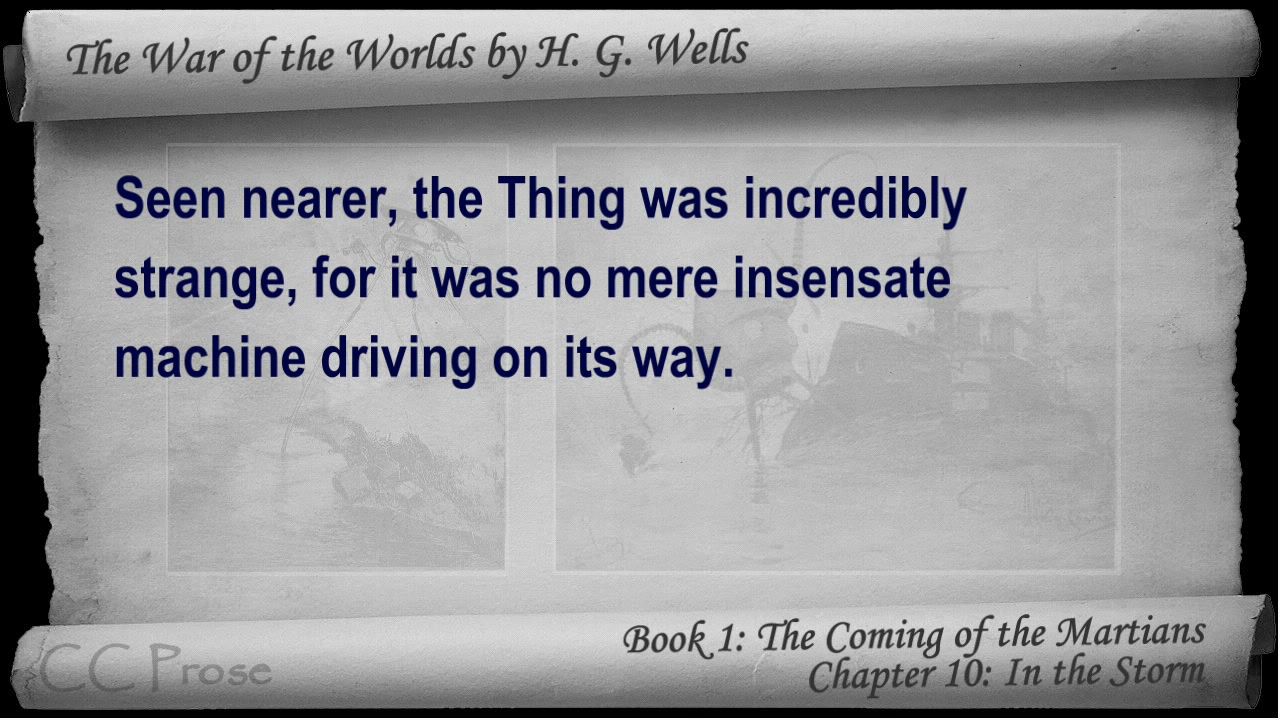 The War of the Worlds by H. G. Wells
Seen nearer, the Thing was incredibly
strange, for it was no mere insensate
machine driving on its way.
Book 1: The Coming of the Martians
Chapter 10: In the Storm
CC Prose